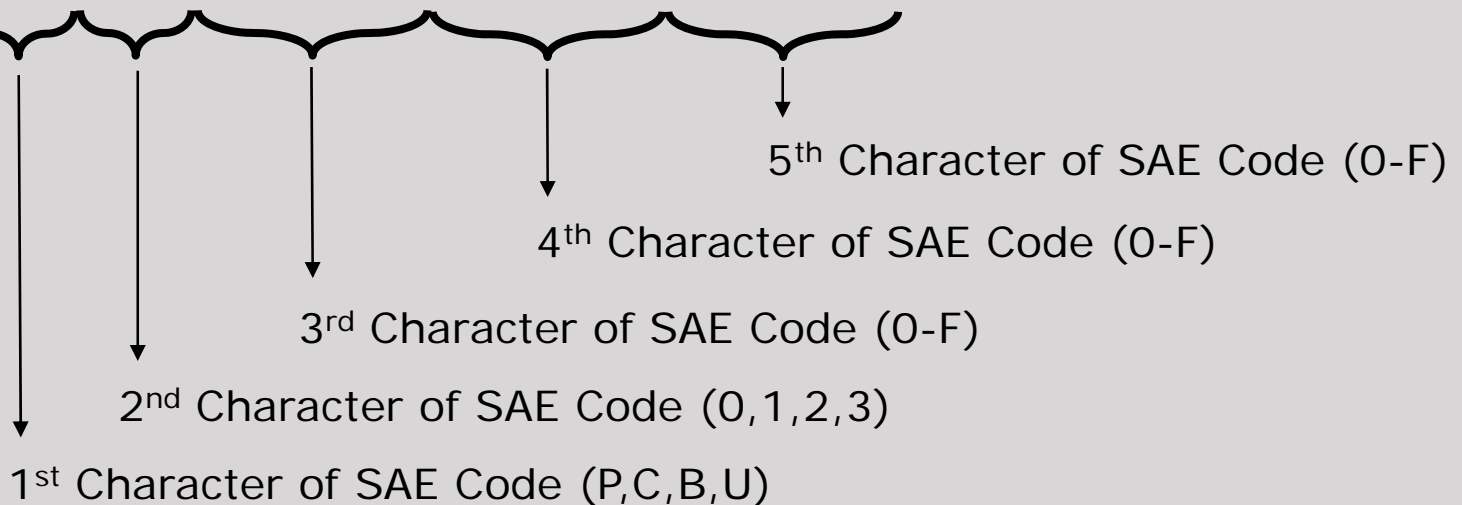 5th Character of SAE Code (0-F)
4th Character of SAE Code (0-F)
3rd Character of SAE Code (0-F)
2nd Character of SAE Code (0,1,2,3)
1st Character of SAE Code (P,C,B,U)